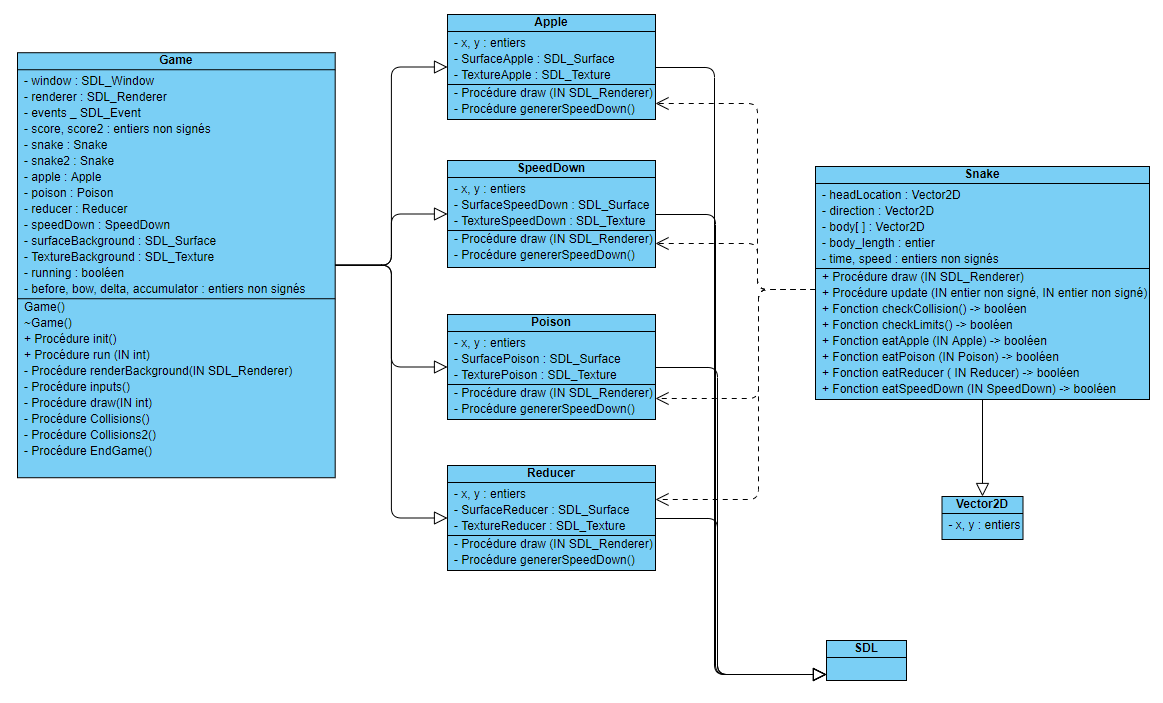 Game
- window : SDL_Window
- renderer : SDL_Renderer
- events _ SDL_Event
- score, score2 : entiers non signés
- snake : Snake
- snake2 : Snake
- apple : Apple
- poison : Poison
- reducer : Reducer
- speedDown : SpeedDown
- surfaceBackground : SDL_Surface
- TextureBackground : SDL_Texture
- running : booléen
- before, bow, delta, accumulator : entiers non signés
Game()
~Game()
+ Procédure init()
+ Procédure run (IN int)
- Procédure renderBackground(IN SDL_Renderer)
- Procédure inputs()
- Procédure draw(IN int)
- Procédure Collisions()
- Procédure Collisions2()
- Procédure EndGame()
Apple
- x, y : entiers
- SurfaceApple : SDL_Surface
- TextureApple : SDL_Texture
- Procédure draw (IN SDL_Renderer)
- Procédure genererSpeedDown()
SpeedDown
- x, y : entiers
- SurfaceSpeedDown : SDL_Surface
- TextureSpeedDown : SDL_Texture
- Procédure draw (IN SDL_Renderer)
- Procédure genererSpeedDown()
Poison
- x, y : entiers
- SurfacePoison : SDL_Surface
- TexturePoison : SDL_Texture
- Procédure draw (IN SDL_Renderer)
- Procédure genererSpeedDown()
Reducer
- x, y : entiers
- SurfaceReducer : SDL_Surface
- TextureReducer : SDL_Texture
- Procédure draw (IN SDL_Renderer)
- Procédure genererSpeedDown()
Snake
- headLocation : Vector2D
- direction : Vector2D
- body[ ] : Vector2D
- body_length : entier
- time, speed : entiers non signés
+ Procédure draw (IN SDL_Renderer)
+ Procédure update (IN entier non signé, IN entier non signé)
+ Fonction checkCollision() -> booléen
+ Fonction checkLimits() -> booléen
+ Fonction eatApple (IN Apple) -> booléen
+ Fonction eatPoison (IN Poison) -> booléen
+ Fonction eatReducer ( IN Reducer) -> booléen
+ Fonction eatSpeedDown (IN SpeedDown) -> booléen
Vector2D
- x, y : entiers
SDL